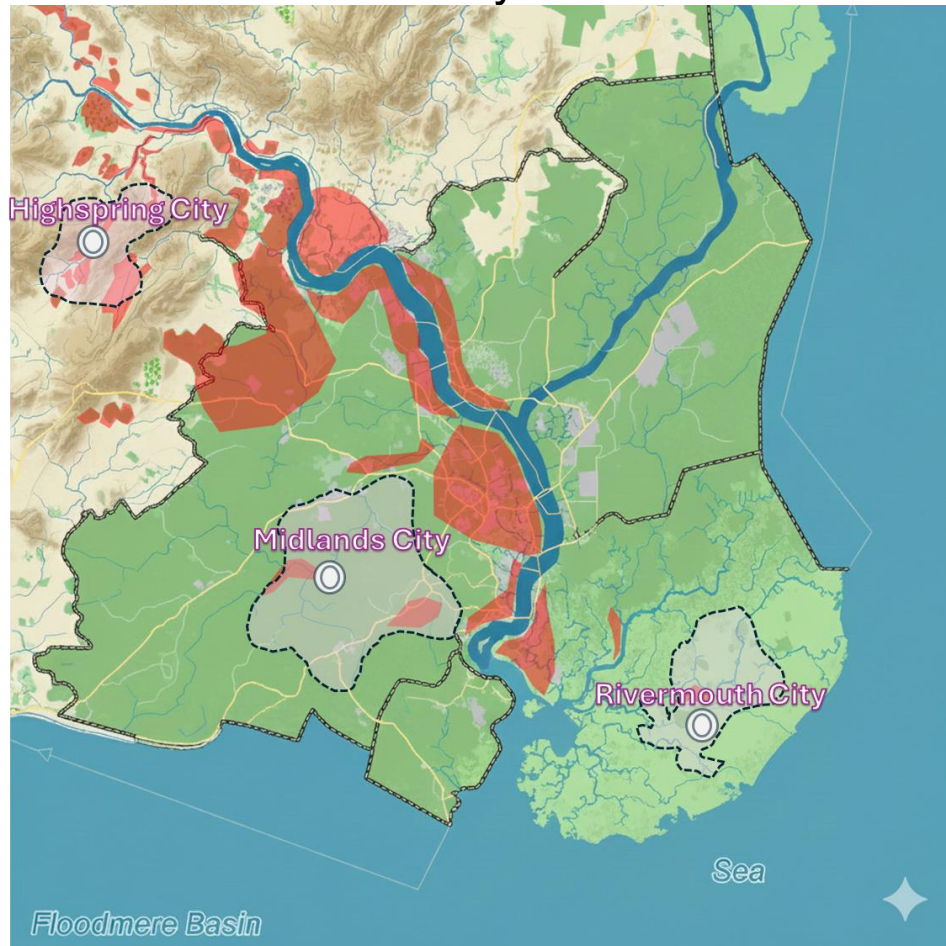 Highspring City
Midlands City
Rivermouth City
Sea
Floodmere Basin